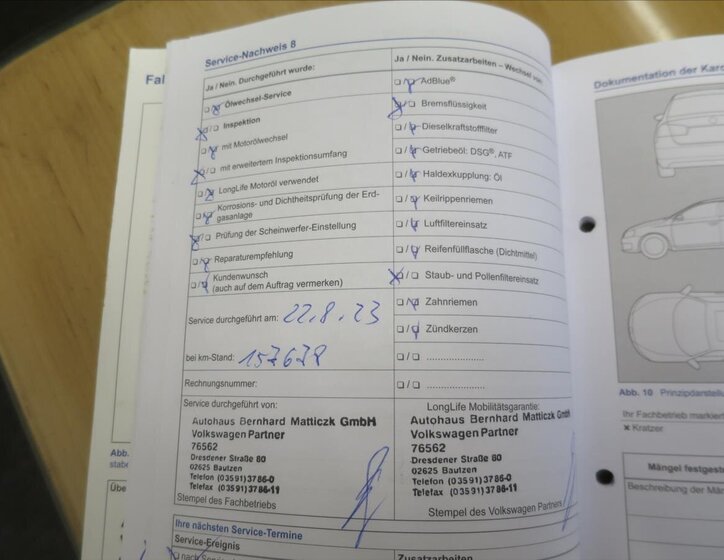 Service-Nachweis 8
Ja / Nein. Durchgeführt wurde:
❑/❑ Ölwechsel-Service
❑/❑ Inspektion
❑/❑ mit Motorölwechsel
❑/❑ mit erweitertem Inspektionsumfang
❑/❑ LongLife Motoröl verwendet
❑/❑ Korrosions- und Dichtheitsprüfung der Erd-
gasanlage
❑/❑ Prüfung der Scheinwerfer-Einstellung
❑/❑ Reparaturempfehlung
❑/❑ Kundenwunsch
(auch auf dem Auftrag vermerken)
Service durchgeführt am: 22.8.23
bei km-Stand: 157678
Rechnungsnummer:
Service durchgeführt von:
Autohaus Bernhard Matticzk GmbH
Volkswagen Partner
76562
Dresdener Straße 80
02625 Bautzen
Telefon (03591) 3786-0
Telefax (03591) 3786-11
Stempel des Fachbetriebs
Ja / Nein. Zusatzarbeiten – Wechsel von
❑/❑ AdBlue®
❑/❑ Bremsflüssigkeit
❑/❑ Dieselkraftstofffilter
❑/❑ Getriebeöl: DSG®, ATF
❑/❑ Haldexkupplung: Öl
❑/❑ Keilrippenriemen
❑/❑ Luftfiltereinsatz
❑/❑ Reifenfüllflasche (Dichtmittel)
❑/❑ Staub- und Pollenfiltereinsatz
❑/❑ Zahnriemen
❑/❑ Zündkerzen
❑/❑ ......................
❑/❑ ......................
LongLife Mobilitätsgarantie:
Autohaus Bernhard Matticzk GmbH
Volkswagen Partner
76562
Dresdener Straße 80
02625 Bautzen
Telefon (03591) 3786-0
Telefax (03591) 3786-11
Stempel des Volkswagen Partners
Ihre nächsten Service-Termine
Service-Ereignis
Zusatzarbeiten
Fal
Abb.
stabe
Übe
Dokumentation der Karo
Abb. 10 Prinzipdarstellu
Ihr Fachbetrieb markier
✖ Kratzer
Mängel festgest
Beschreibung der Män